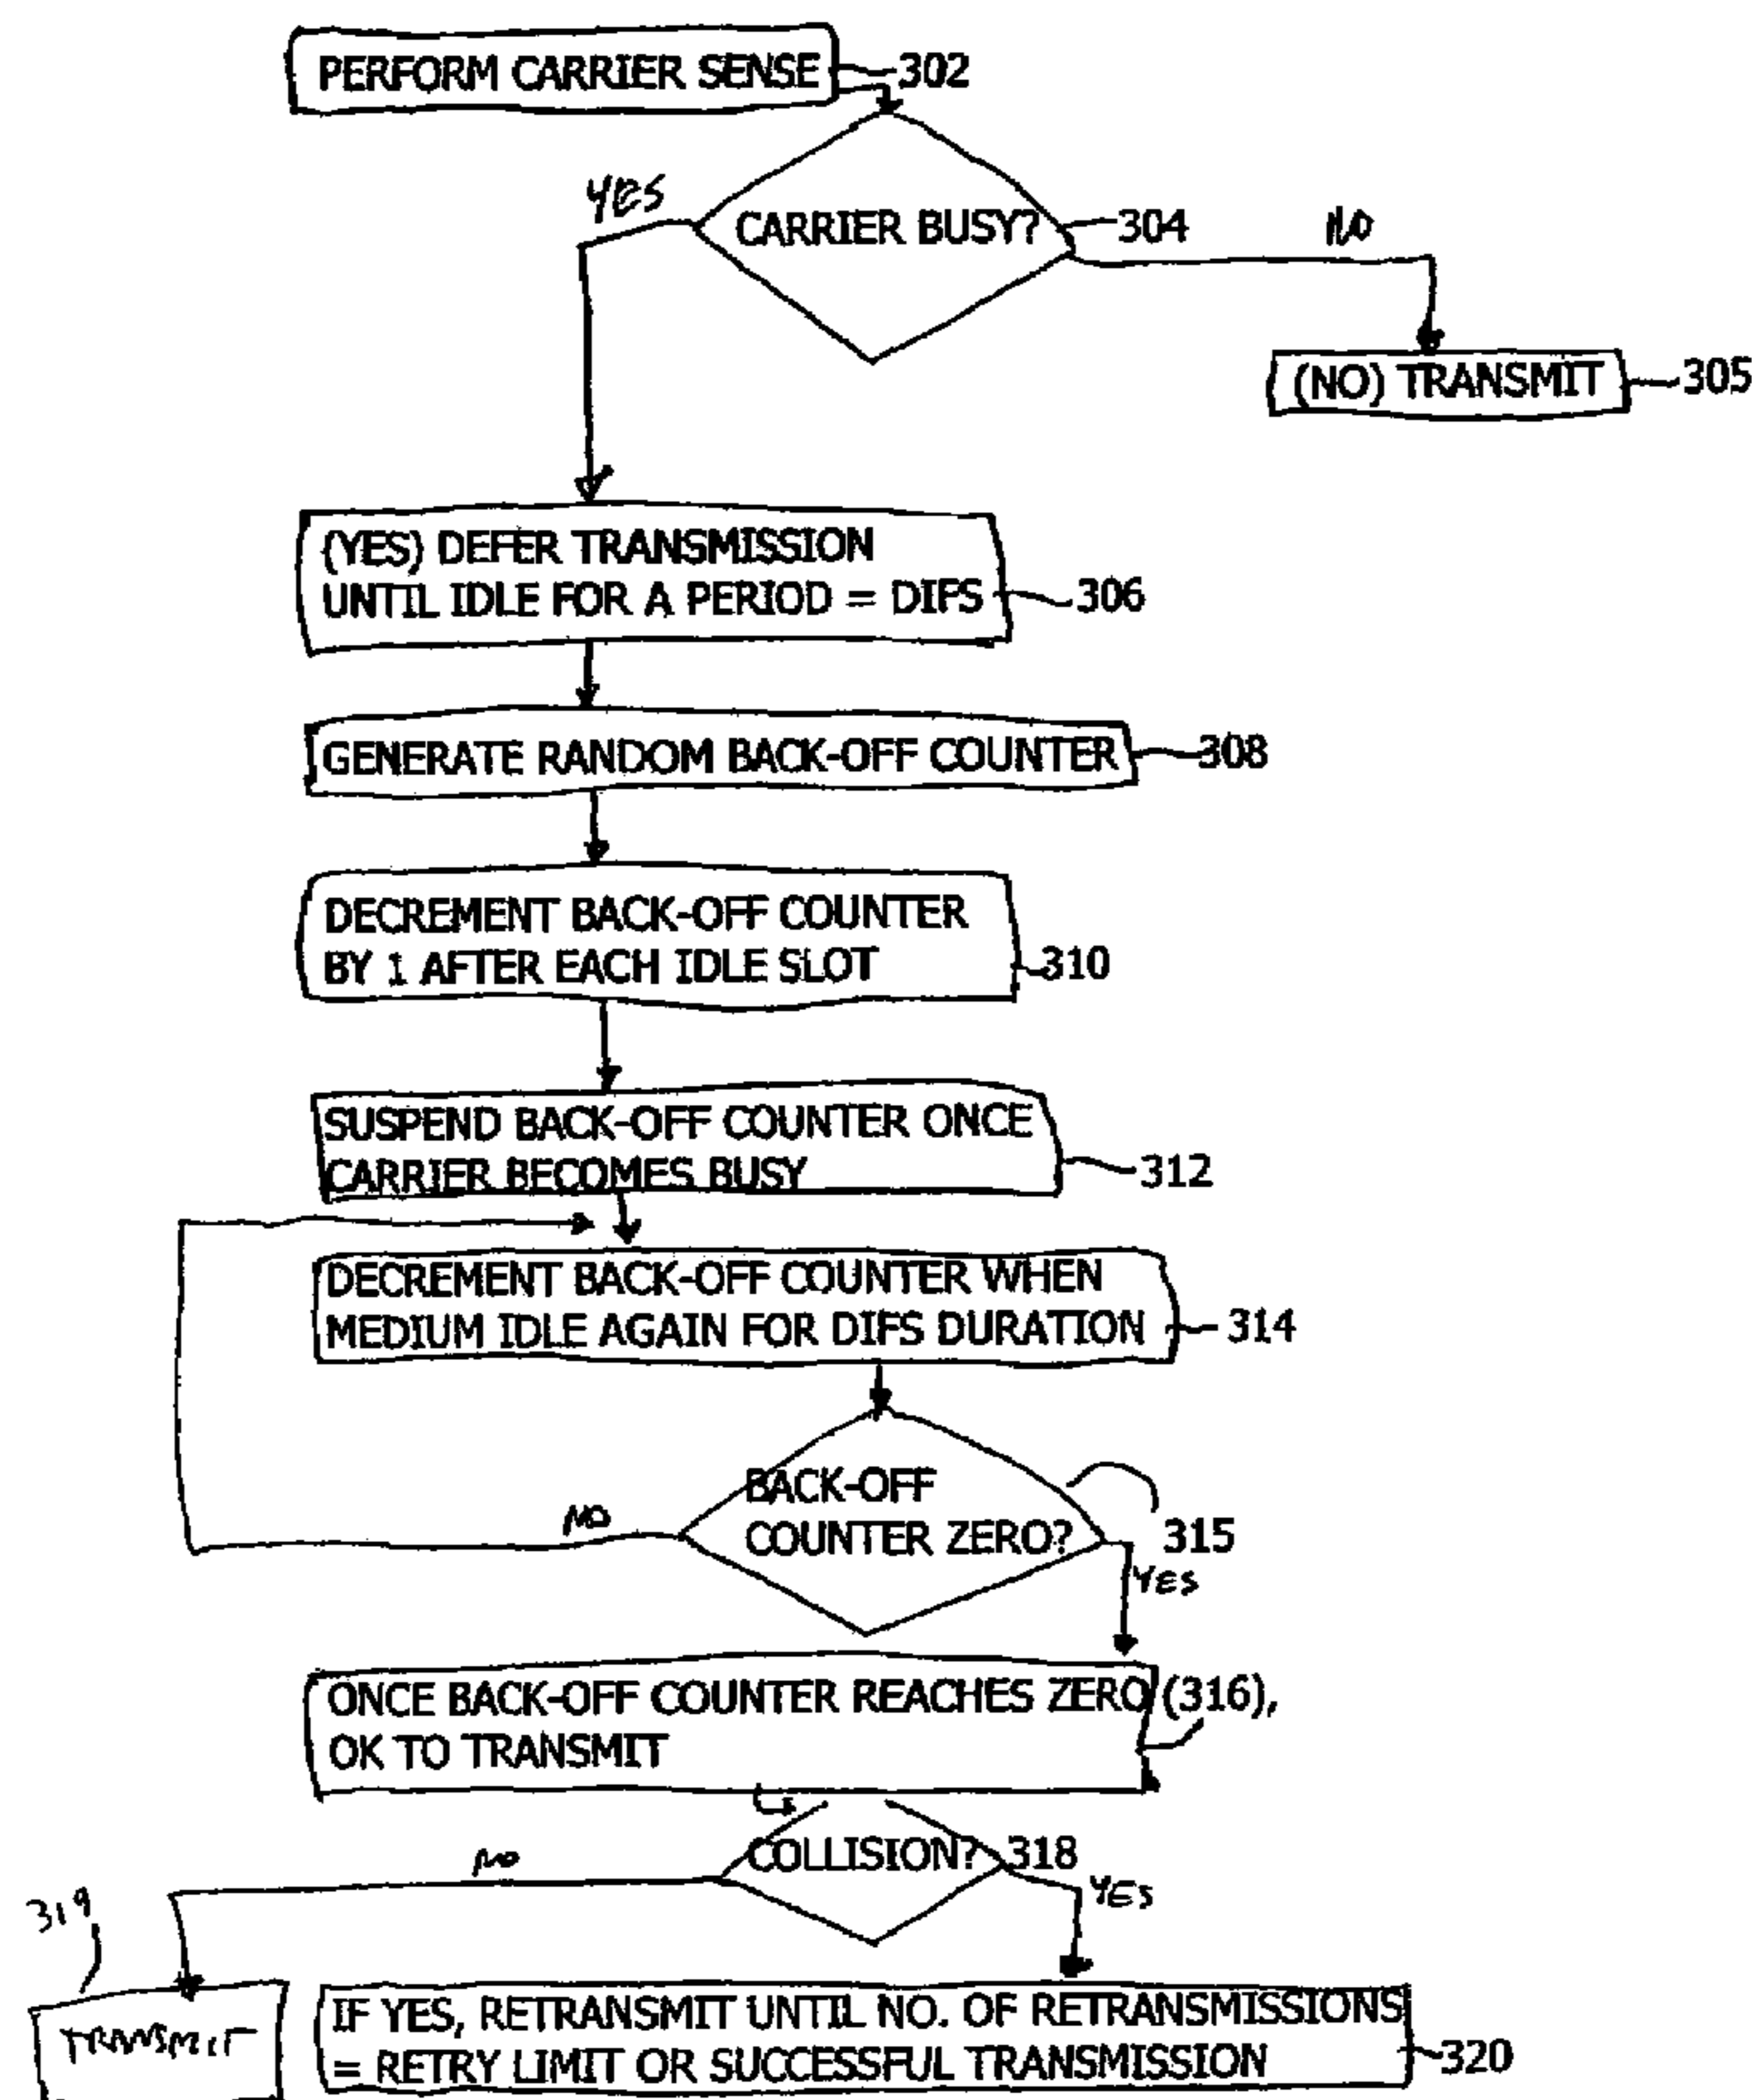 PERFORM CARRIER SENSE 302
YES
CARRIER BUSY? 304
NO
(NO) TRANSMIT 305
(YES) DEFER TRANSMISSION
UNTIL IDLE FOR A PERIOD = DIFS 306
GENERATE RANDOM BACK-OFF COUNTER 308
DECREMENT BACK-OFF COUNTER
BY 1 AFTER EACH IDLE SLOT 310
SUSPEND BACK-OFF COUNTER ONCE
CARRIER BECOMES BUSY 312
DECREMENT BACK-OFF COUNTER WHEN
MEDIUM IDLE AGAIN FOR DIFS DURATION 314
BACK-OFF
COUNTER ZERO? 315
NO
YES
ONCE BACK-OFF COUNTER REACHES ZERO (316),
OK TO TRANSMIT
COLLISION? 318
NO
YES
319
TRANSMIT
IF YES, RETRANSMIT UNTIL NO. OF RETRANSMISSIONS
= RETRY LIMIT OR SUCCESSFUL TRANSMISSION 320